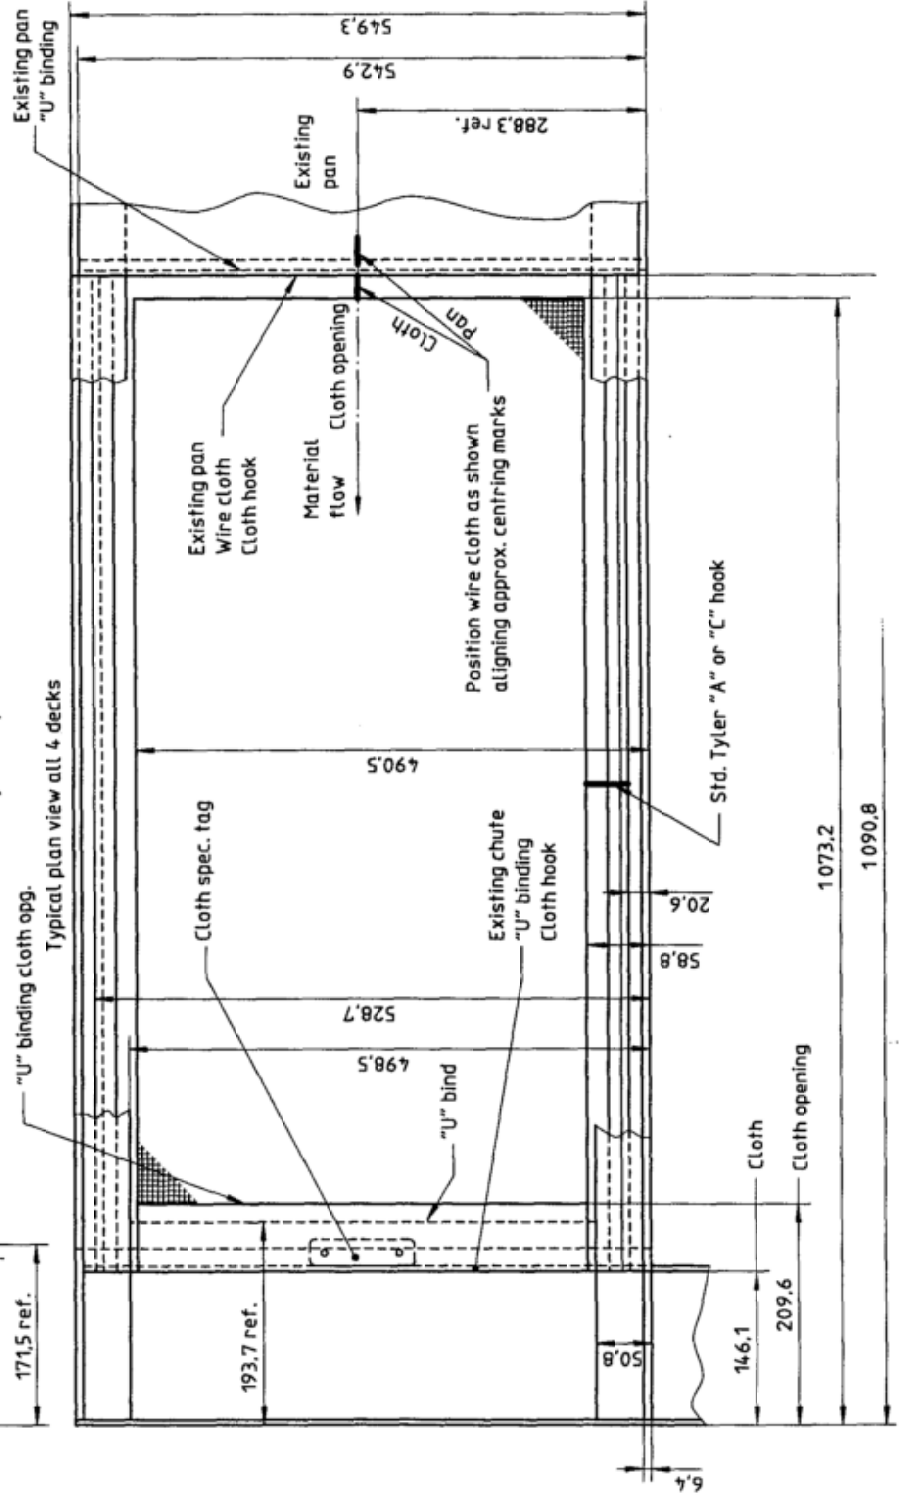 Existing pan
"U" binding
549,3
542,9
288,3 ref.
Existing
pan
Pan
Cloth
Cloth opening
Material
flow
Existing pan
Wire cloth
Cloth hook
Position wire cloth as shown
aligning approx. centring marks
Typical plan view all 4 decks
"U" binding cloth opg.
Cloth spec. tag
490,5
Existing chute
"U" binding
Cloth hook
Std. Tyler "A" or "C" hook
20,6
58,8
528,7
498,5
"U" bind
1073,2
1090,8
Cloth
Cloth opening
171,5 ref.
193,7 ref.
50,8
146,1
209,6
6,4